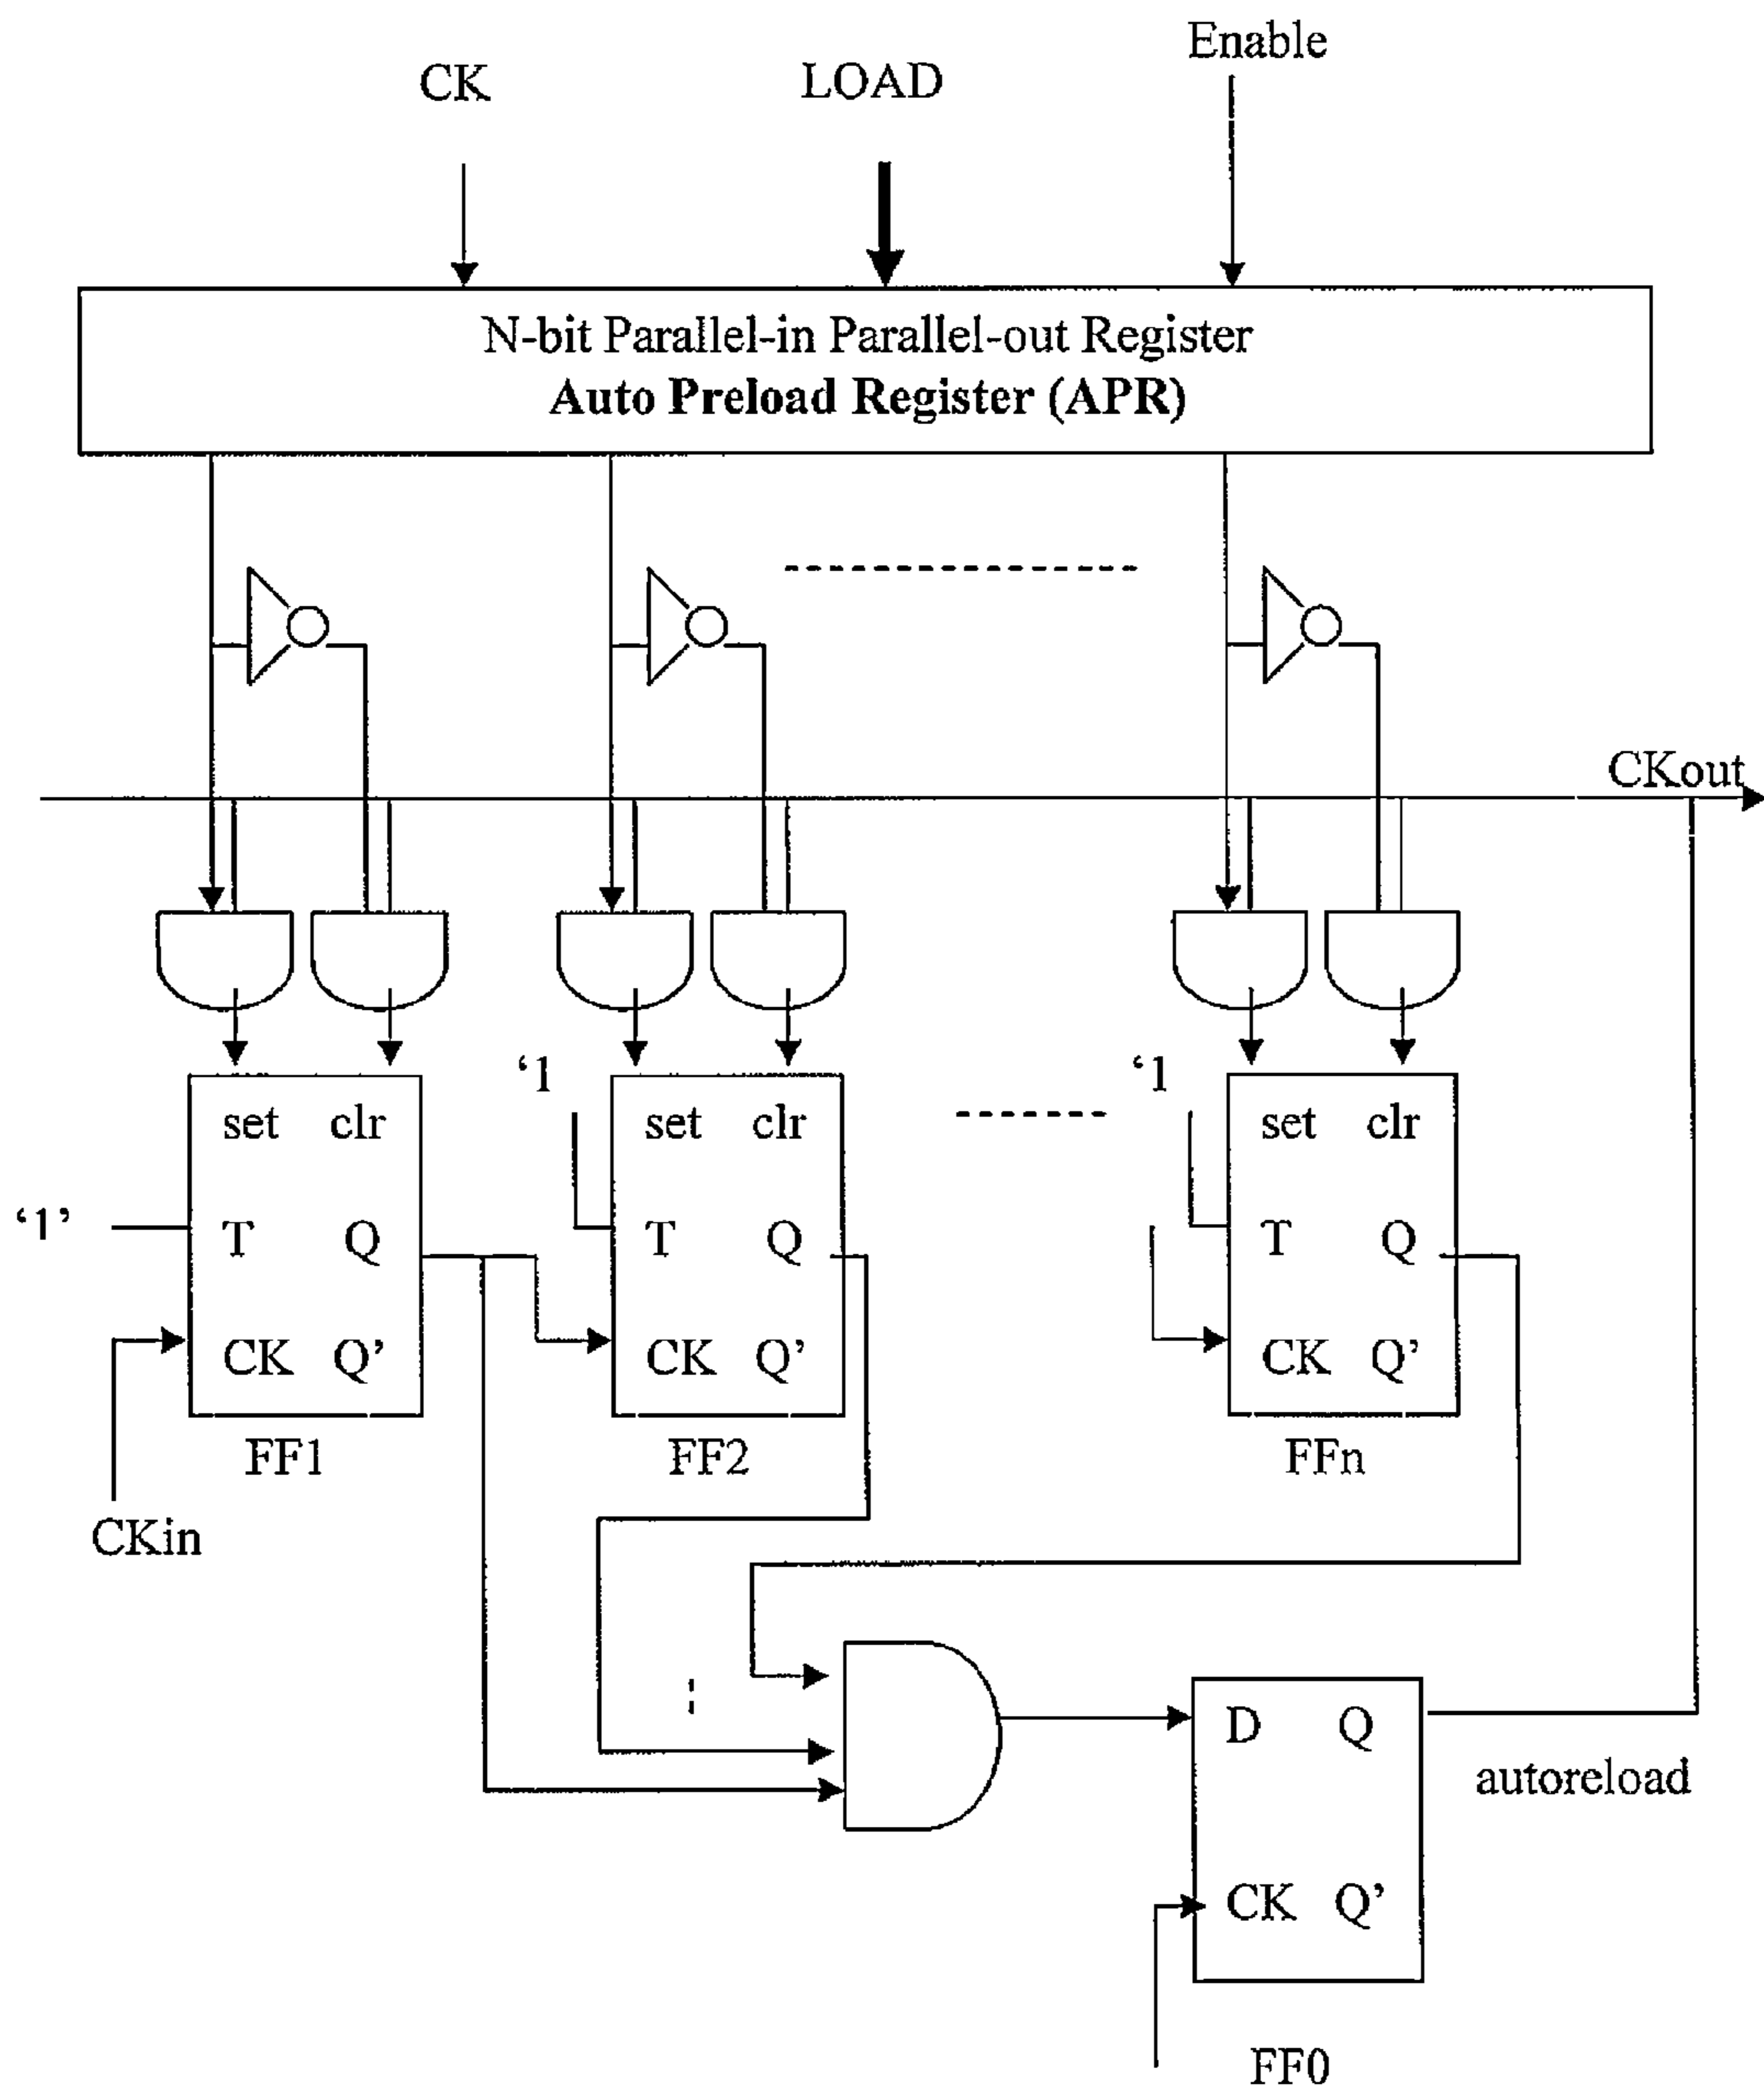 Enable
CK
LOAD
N-bit Parallel-in Parallel-out Register
Auto Preload Register (APR)
CKout
‘1
‘1
set clr
set clr
set clr
‘1’
T Q
T Q
T Q
CK Q’
CK Q’
CK Q’
FF1
FF2
FFn
CKin
D Q
autoreload
CK Q’
FF0